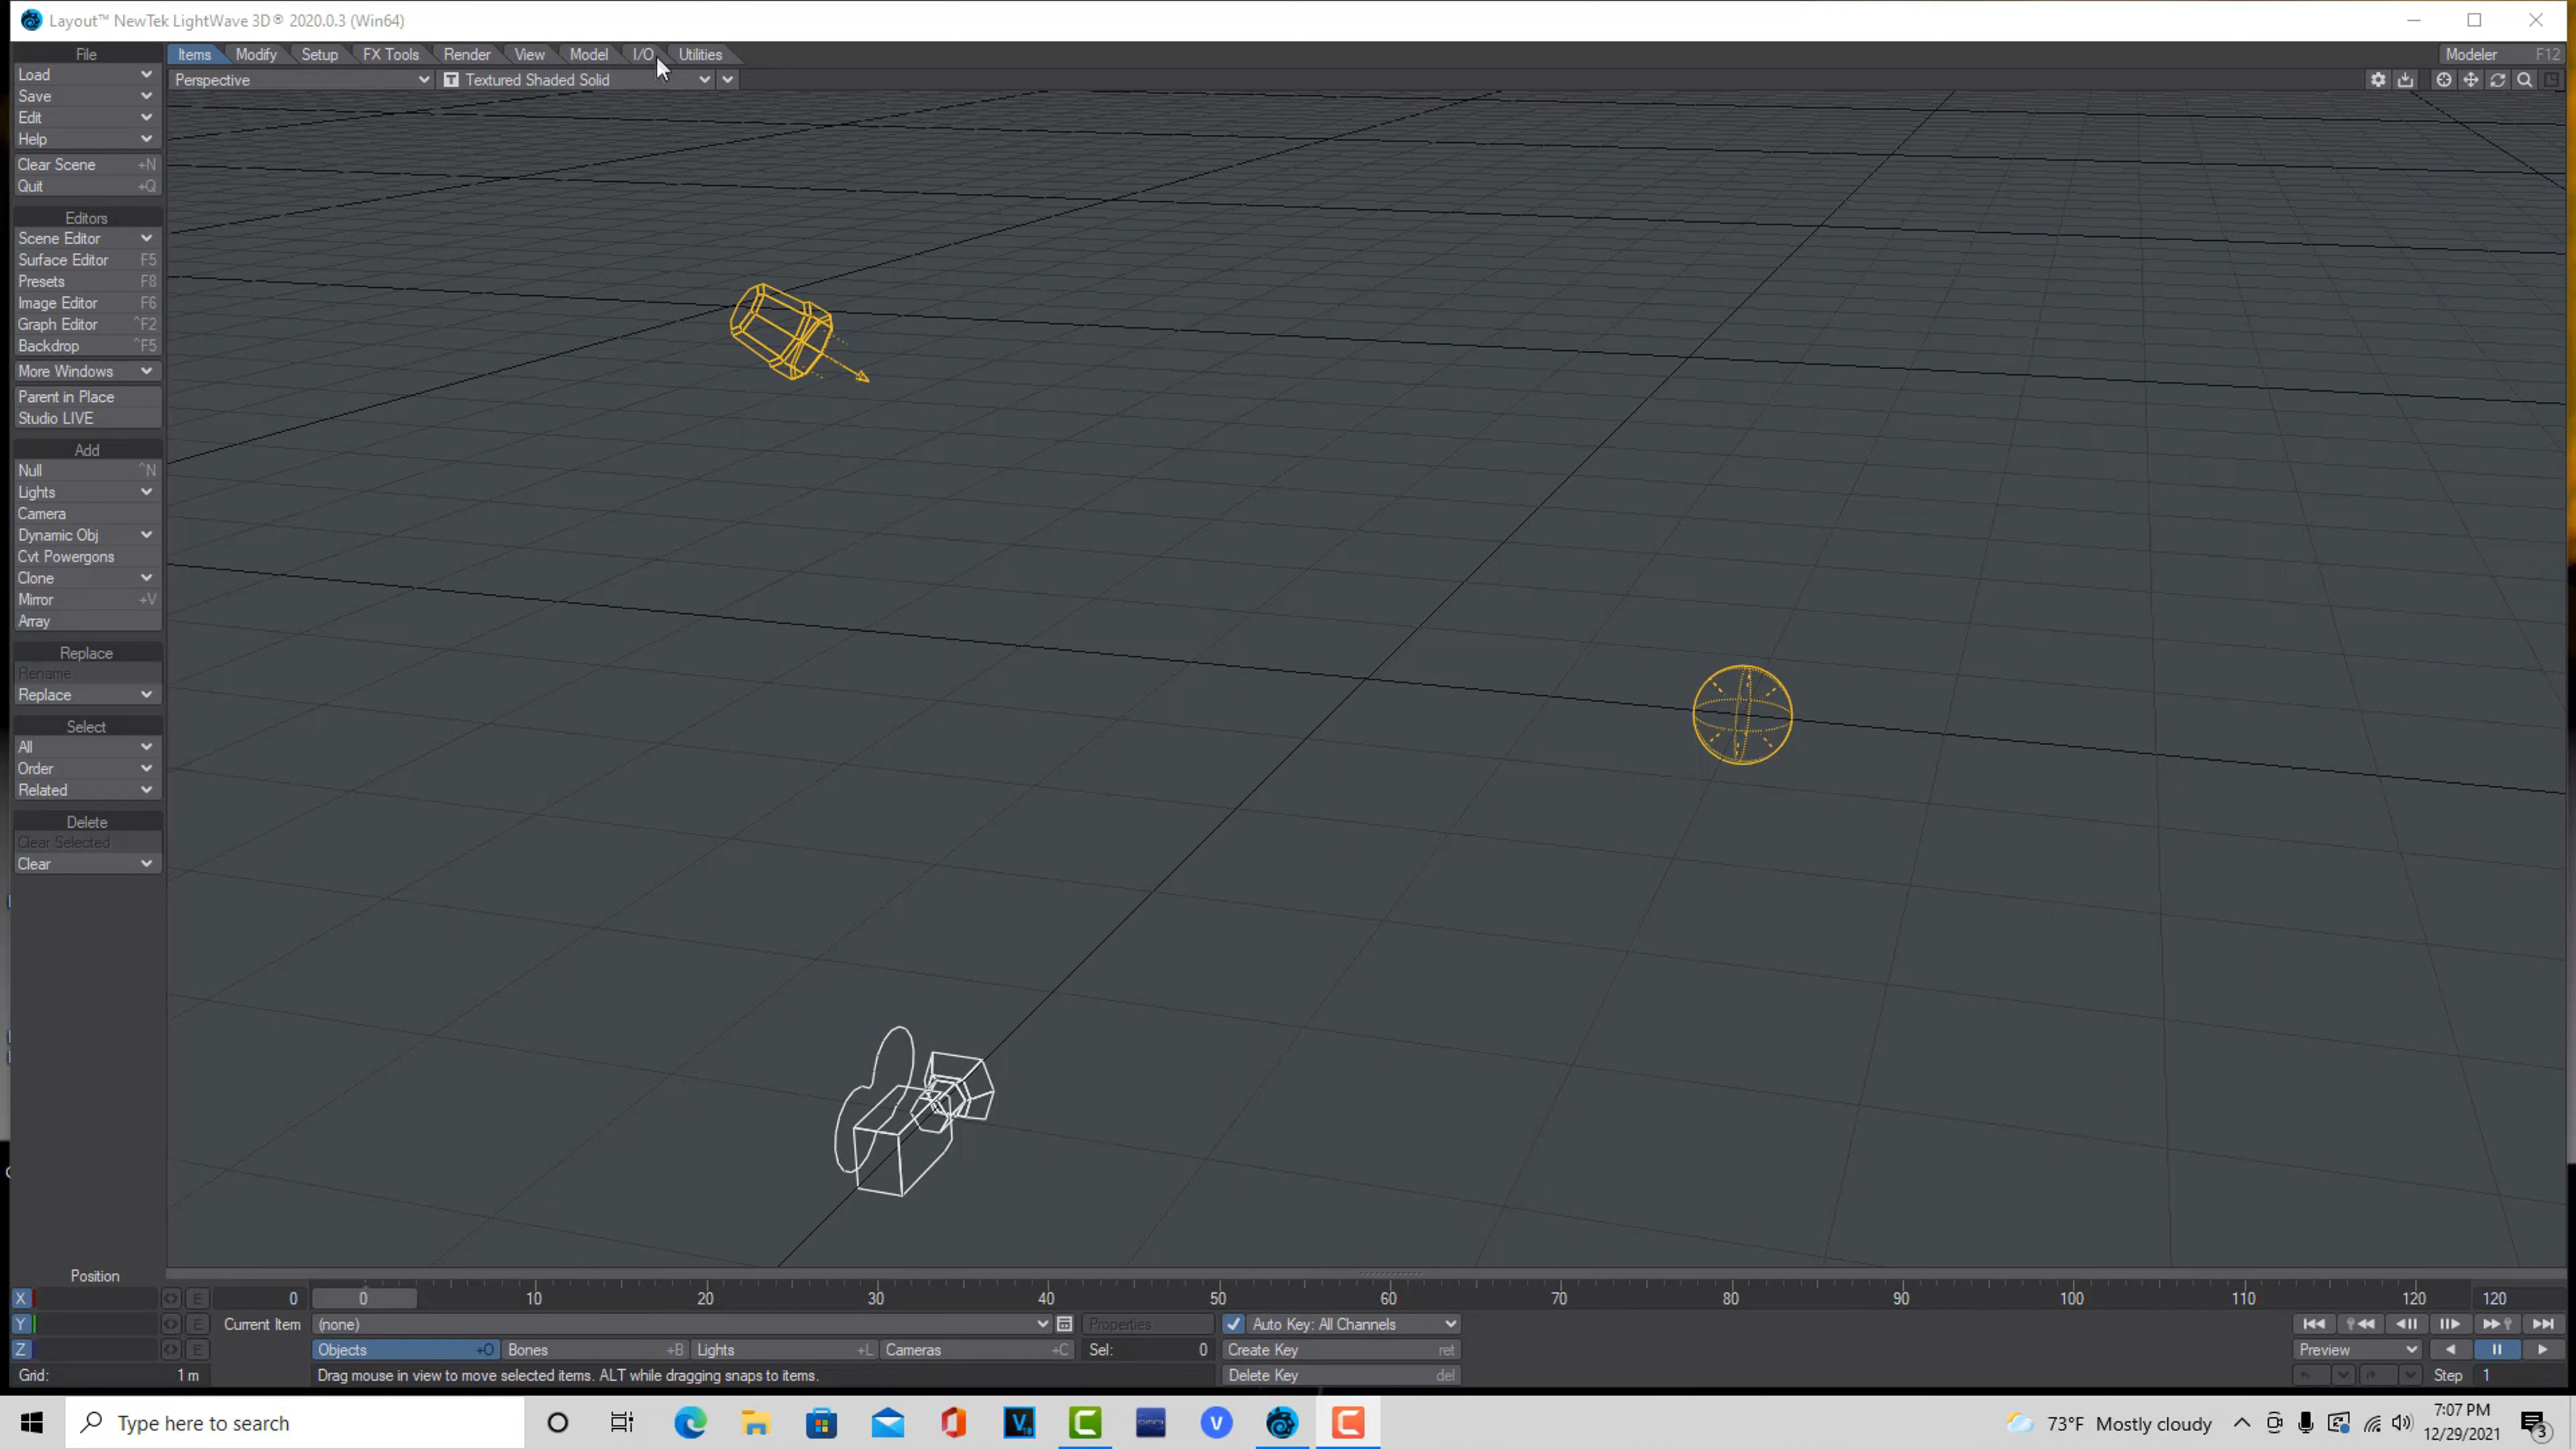 Layout™ NewTek LightWave 3D® 2020.0.3 (Win64)
File
Items Modify Setup FX Tools Render View Model I/O Utilities
Modeler F12
Load
Perspective
Textured Shaded Solid
Save
Edit
Help
Clear Scene +N
Quit +Q
Editors
Scene Editor
Surface Editor F5
Presets F8
Image Editor F6
Graph Editor ^F2
Backdrop ^F5
More Windows
Parent in Place
Studio LIVE
Add
Null ^N
Lights
Camera
Dynamic Obj
Cvt Powergons
Clone
Mirror +V
Array
Replace
Rename
Replace
Select
All
Order
Related
Delete
Clear Selected
Clear
Position
X E 0 0 10 20 30 40 50 60 70 80 90 100 110 120 120
Y E Current Item (none) Properties Auto Key: All Channels
Z E Objects +O Bones +B Lights +L Cameras +C Sel: 0 Create Key ret Preview
Grid: 1 m Drag mouse in view to move selected items. ALT while dragging snaps to items. Delete Key del Step 1
Type here to search
73°F Mostly cloudy
7:07 PM
12/29/2021
3